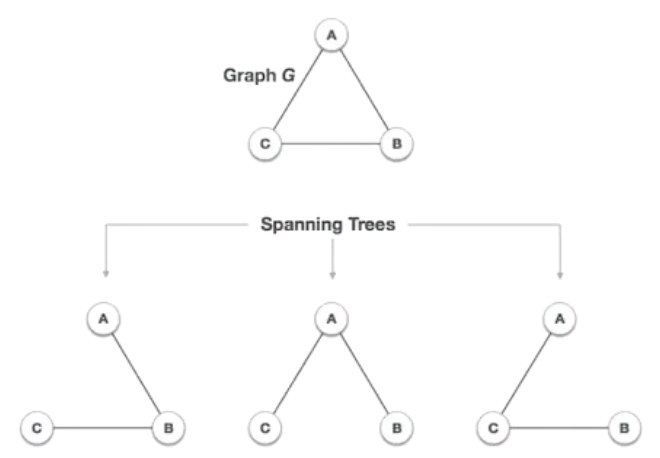 A
Graph G
C B
Spanning Trees
A A A
C B C B C B